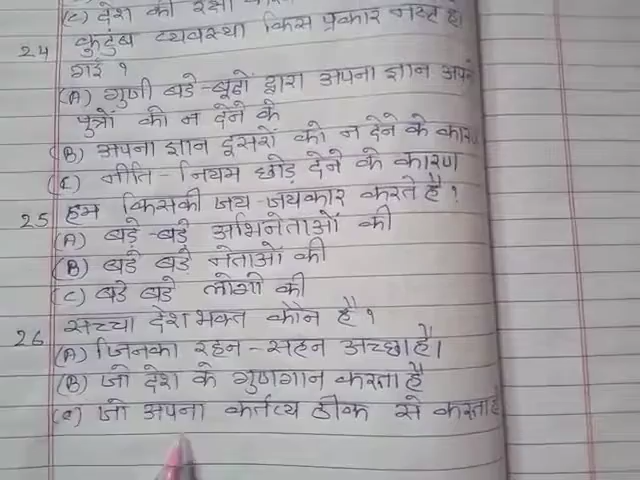 (C) देश की रक्षा
24 कुटुंब व्यवस्था किस प्रकार नष्ट हो
गई ?
(A) गुणी बड़े-बूढ़ों द्वारा अपना ज्ञान अपने
पुत्रों को न देने के
(B) अपना ज्ञान दूसरों को न देने के कारण
(C) नीति-नियम छोड़ देने के कारण
25 हम किसकी जय-जयकार करते है ?
(A) बड़े-बड़े अभिनेताओं की
(B) बड़े बड़े नेताओं की
(C) बड़े बड़े लोगो की
26 सच्चा देशभक्त कौन है ?
(A) जिनका रहन-सहन अच्छा है।
(B) जो देश के गुणगान करता है
(C) जो अपना कर्तव्य ठीक से करता है